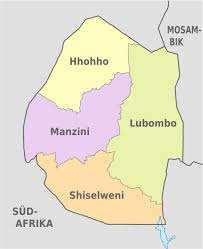 MOSAM-
BIK
Hhohho
Manzini
Lubombo
Shiselweni
SÜD-
AFRIKA